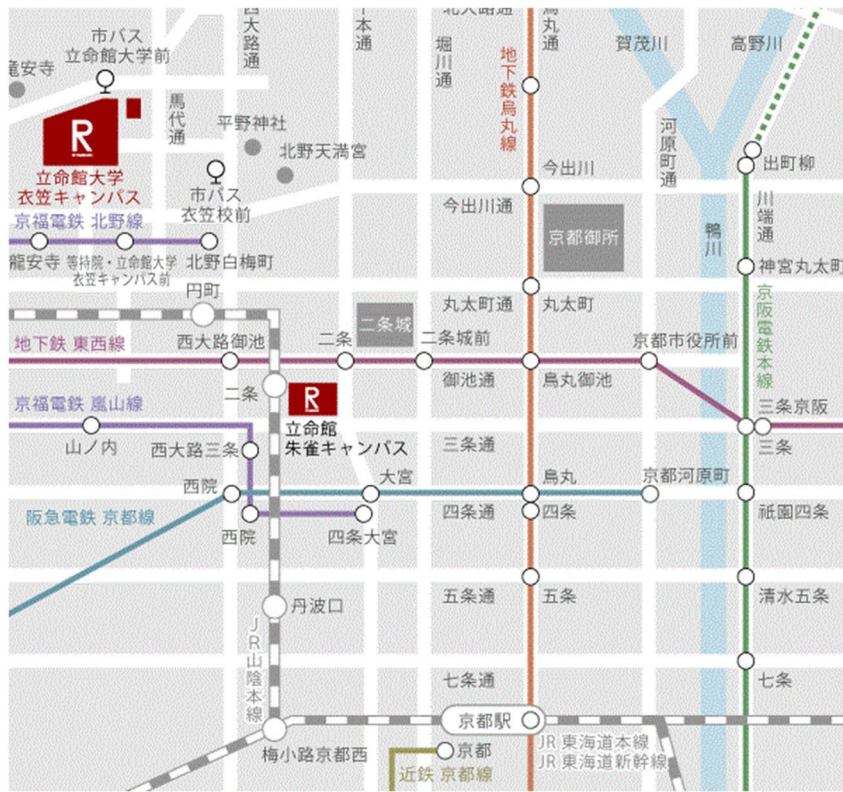 市バス
立命館大学前
西大路通
千本通
堀川通
北大路通
烏丸通
地下鉄烏丸線
賀茂川
高野川
竜安寺
馬代通
R
平野神社
北野天満宮
河原町通
今出川
出町柳
立命館大学
衣笠キャンパス
市バス
衣笠校前
今出川通
京都御所
川端通
鴨川
京福電鉄 北野線
龍安寺
等持院・立命館大学
衣笠キャンパス前
北野白梅町
神宮丸太町
円町
丸太町通
丸太町
京阪電鉄本線
二条城
地下鉄 東西線
西大路御池
二条
二条城前
京都市役所前
御池通
烏丸御池
二条
R
京福電鉄 嵐山線
立命館
朱雀キャンパス
三条京阪
山ノ内
西大路三条
三条通
三条
西院
大宮
烏丸
京都河原町
阪急電鉄 京都線
西院
四条大宮
四条通
四条
祇園四条
丹波口
五条通
五条
清水五条
JR山陰本線
七条通
七条
京都駅
梅小路京都西
京都
近鉄 京都線
JR 東海道本線
JR 東海道新幹線